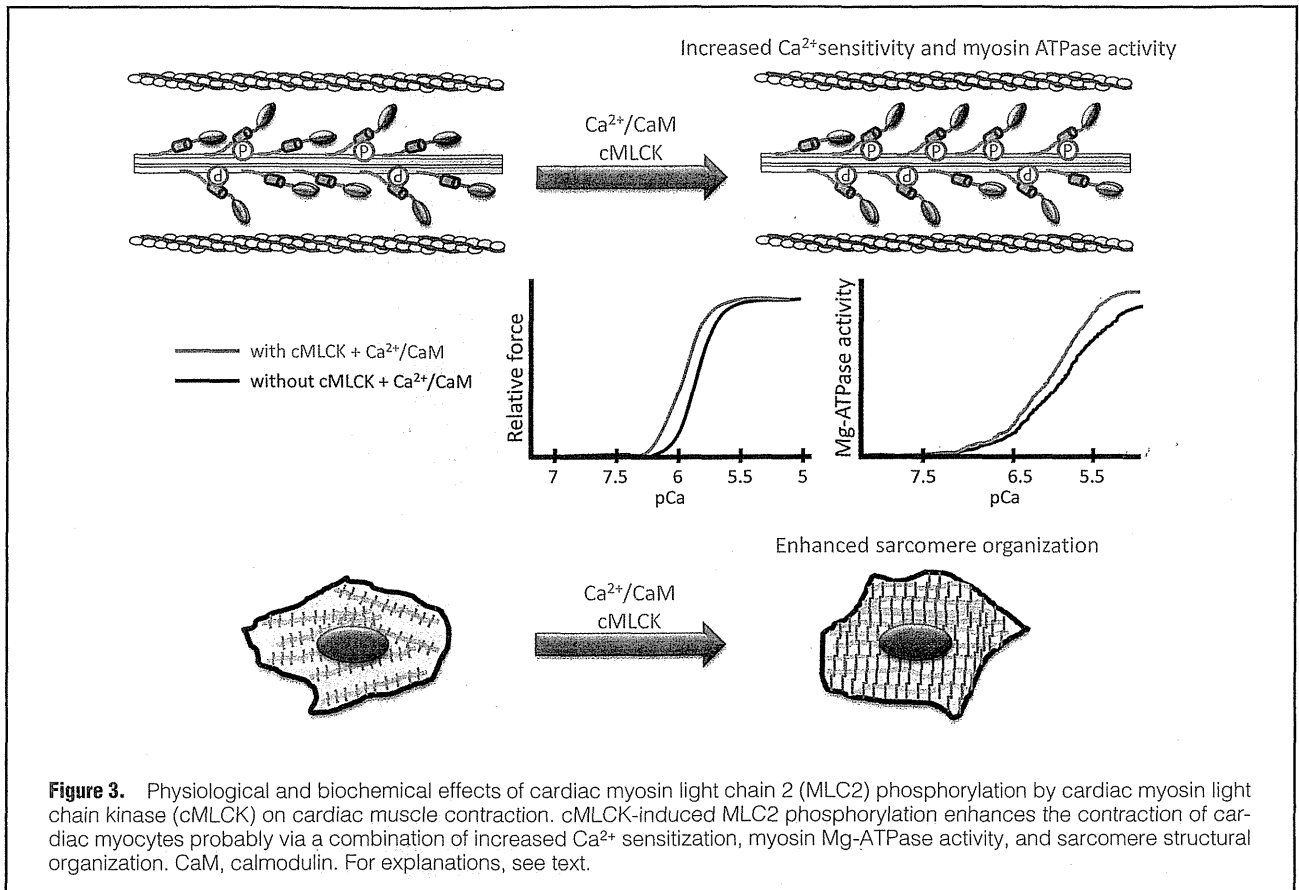 Increased Ca²⁺sensitivity and myosin ATPase activity
Ca²⁺/CaM
cMLCK
P
P
d
d
P
P
P
P
d
d
d
with cMLCK + Ca²⁺/CaM
without cMLCK + Ca²⁺/CaM
Relative force
7
7.5
6
5.5
5
pCa
Mg-ATPase activity
7.5
6.5
5.5
pCa
Enhanced sarcomere organization
Ca²⁺/CaM
cMLCK
Figure 3. Physiological and biochemical effects of cardiac myosin light chain 2 (MLC2) phosphorylation by cardiac myosin light
chain kinase (cMLCK) on cardiac muscle contraction. cMLCK-induced MLC2 phosphorylation enhances the contraction of car-
diac myocytes probably via a combination of increased Ca²⁺ sensitization, myosin Mg-ATPase activity, and sarcomere structural
organization. CaM, calmodulin. For explanations, see text.